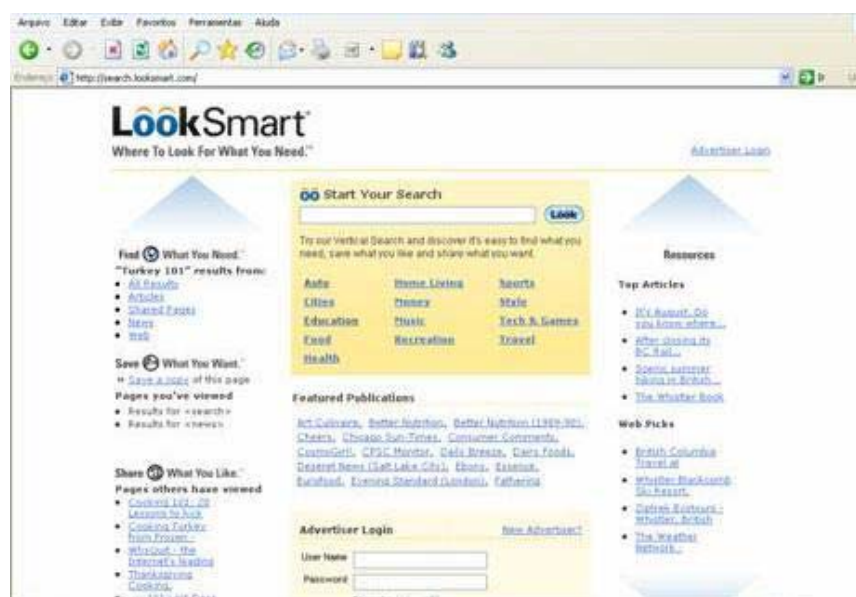 Arquivo Editar Exibir Favoritos Ferramentas Ajuda
Endereço http://search.looksmart.com/ Ir
LookSmart
Where To Look For What You Need.™
Advertiser Login
Find What You Need.™
"Turkey 101" results from:
All Results
Articles
Shared Pages
News
Web
Save What You Want.™
» Save a copy of this page
Pages you've viewed
Results for <search>
Results for <news>
Share What You Like.™
Pages others have viewed
Cooking 101: 20
Lessons to kick
Cooking Turkey
from Frozen -
the
Internet's leading
Thanksgiving
Cooking,
Start Your Search
Look
Try our Vertical Search and discover it's easy to find what you
need, save what you like and share what you want.
Auto Home Living Sports
Cities Money Style
Education Music Tech & Games
Food Recreation Travel
Health
Featured Publications
Art Culinaire, Better Nutrition, Better Nutrition (1989-90),
Cheers, Chicago Sun-Times, Consumer Comments,
CosmoGirl!, CPSC Monitor, Daily Breeze, Dairy Foods,
Deseret News (Salt Lake City), Ebony, Essence,
Eurofood, Evening Standard (London), Fathering
Advertiser Login New Advertiser?
User Name
Password
Resources
Top Articles
It's August. Do
you know where...
After closing its
BC Rail...
Scenic summer
hiking in British...
The Whistler Book
Web Picks
British Columbia
Travel at
Whistler Blackcomb
Ski Resort,
Ecotours -
Whistler, British
The Weather
Network...